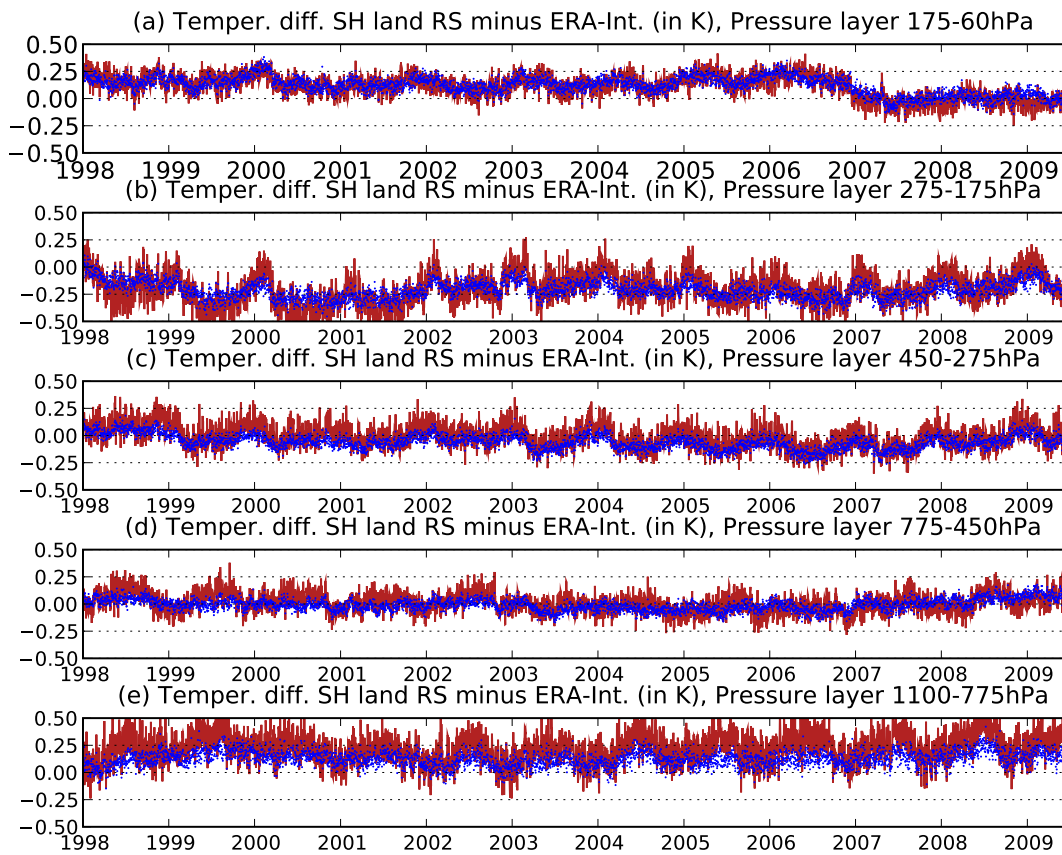 (a) Temper. diff. SH land RS minus ERA-Int. (in K), Pressure layer 175-60hPa
0.50
0.25
0.00
−0.25
−0.50
1998 1999 2000 2001 2002 2003 2004 2005 2006 2007 2008 2009
(b) Temper. diff. SH land RS minus ERA-Int. (in K), Pressure layer 275-175hPa
0.50
0.25
0.00
−0.25
−0.50
1998 1999 2000 2001 2002 2003 2004 2005 2006 2007 2008 2009
(c) Temper. diff. SH land RS minus ERA-Int. (in K), Pressure layer 450-275hPa
0.50
0.25
0.00
−0.25
−0.50
1998 1999 2000 2001 2002 2003 2004 2005 2006 2007 2008 2009
(d) Temper. diff. SH land RS minus ERA-Int. (in K), Pressure layer 775-450hPa
0.50
0.25
0.00
−0.25
−0.50
1998 1999 2000 2001 2002 2003 2004 2005 2006 2007 2008 2009
(e) Temper. diff. SH land RS minus ERA-Int. (in K), Pressure layer 1100-775hPa
0.50
0.25
0.00
−0.25
−0.50
1998 1999 2000 2001 2002 2003 2004 2005 2006 2007 2008 2009